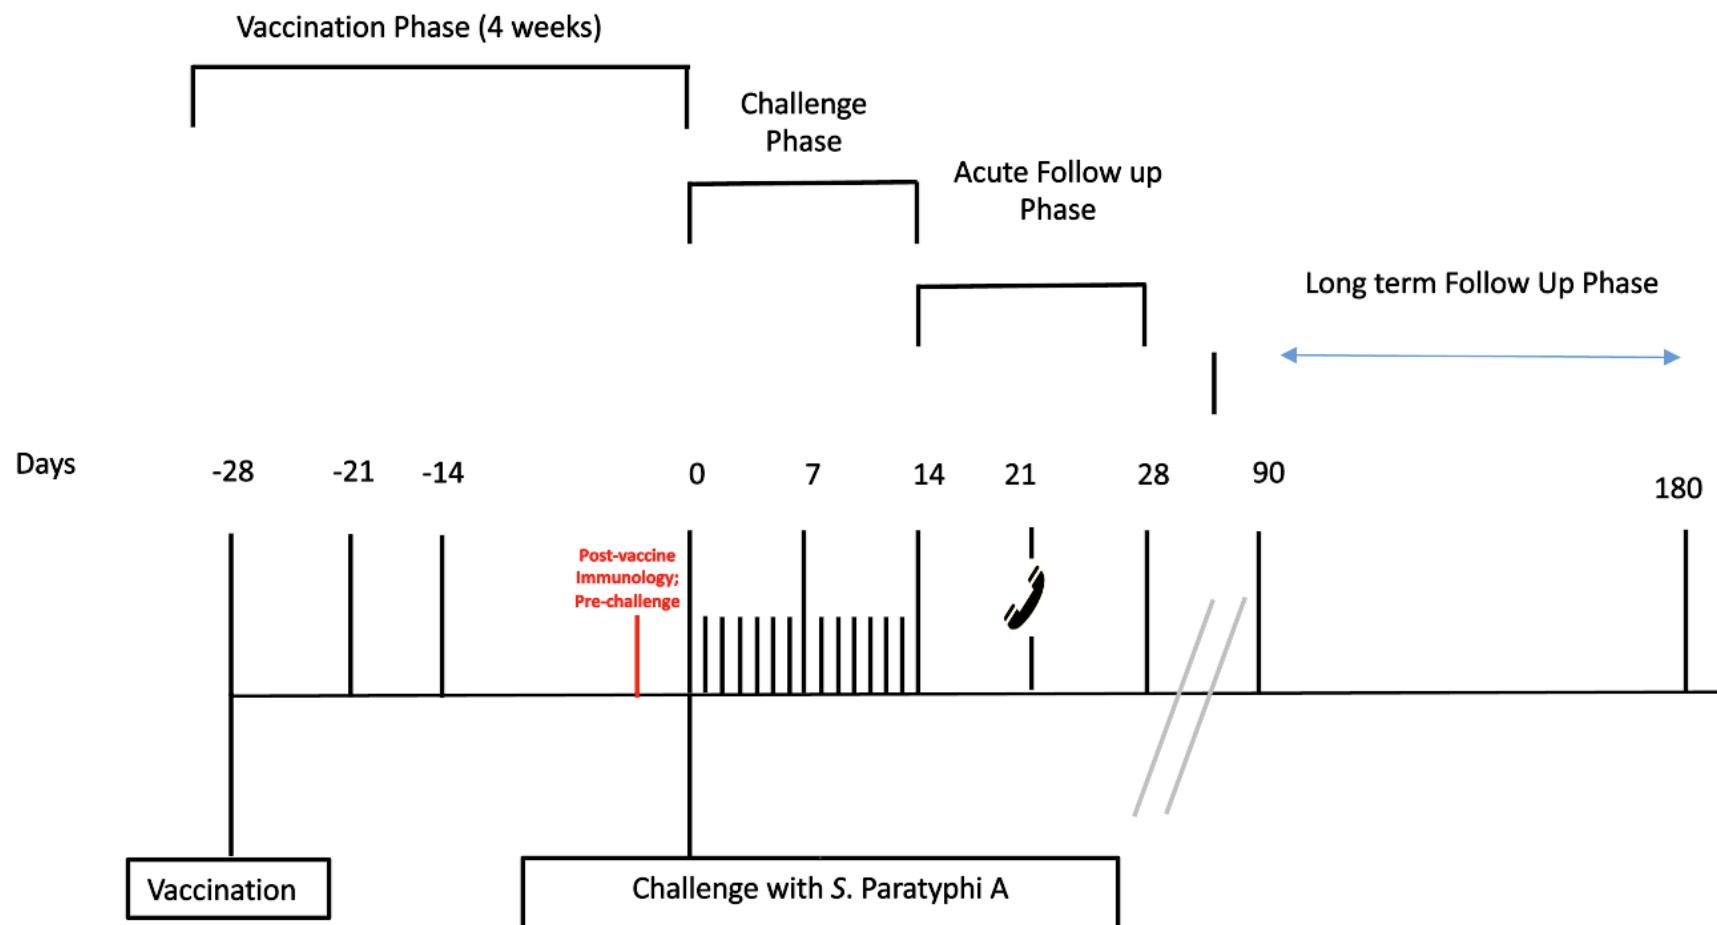 Vaccination Phase (4 weeks)
Challenge
Phase
Acute Follow up
Phase
Long term Follow Up Phase
Days
-28
-21
-14
0
7
14
21
28
90
180
Post-vaccine
Immunology;
Pre-challenge
Vaccination
Challenge with S. Paratyphi A